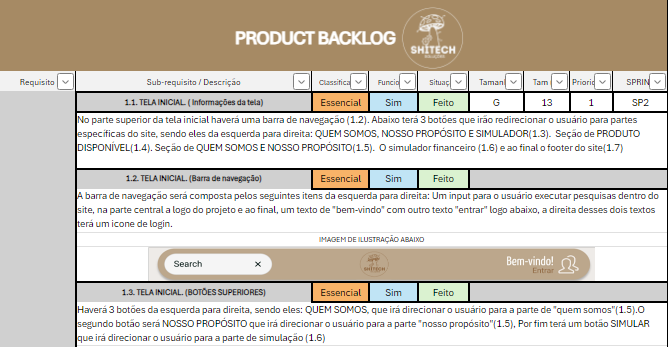 PRODUCT BACKLOG
SHITECH
Requisito
Sub-requisito / Descrição
Classifica
Funcio
Situaç
Taman
Tam
Priorid
SPRIN
1.1. TELA INICIAL. ( Informações da tela)
Essencial
Sim
Feito
G
13
1
SP2
No parte superior da tela inicial haverá uma barra de navegação (1.2). Abaixo terá 3 botões que irão redirecionar o usuário para partes
específicas do site, sendo eles da esquerda para direita: QUEM SOMOS, NOSSO PROPÓSITO E SIMULADOR(1.3). Seção de PRODUTO
DISPONÍVEL(1.4). Seção de QUEM SOMOS E NOSSO PROPÓSITO(1.5). O simulador financeiro (1.6) e ao final o footer do site(1.7)
1.2. TELA INICIAL. (Barra de navegação)
Essencial
Sim
Feito
A barra de navegação será composta pelos seguintes itens da esquerda para direita: Um input para o usuário executar pesquisas dentro do
site, na parte central a logo do projeto e ao final, um texto de "bem-vindo" com outro texto "entrar" logo abaixo, a direita desses dois textos
terá um icone de login.
IMAGEM DE ILUSTRAÇÃO ABAIXO
Search
×
SHITECH
Bem-vindo!
Entrar
1.3. TELA INICIAL. (BOTÕES SUPERIORES)
Essencial
Sim
Feito
Haverá 3 botões da esquerda para direita, sendo eles: QUEM SOMOS, que irá direcionar o usuário para a parte de "quem somos"(1.5).O
segundo botão será NOSSO PROPÓSITO que irá direcionar o usuário para a parte "nosso propósito"(1.5), Por fim terá um botão SIMULAR
que irá direcionar o usuário para a parte de simulação (1.6)